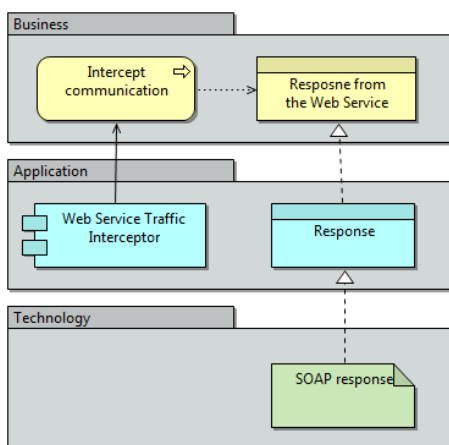 Business
Intercept
communication
Resposne from
the Web Service
Application
Web Service Traffic
Interceptor
Response
Technology
SOAP response